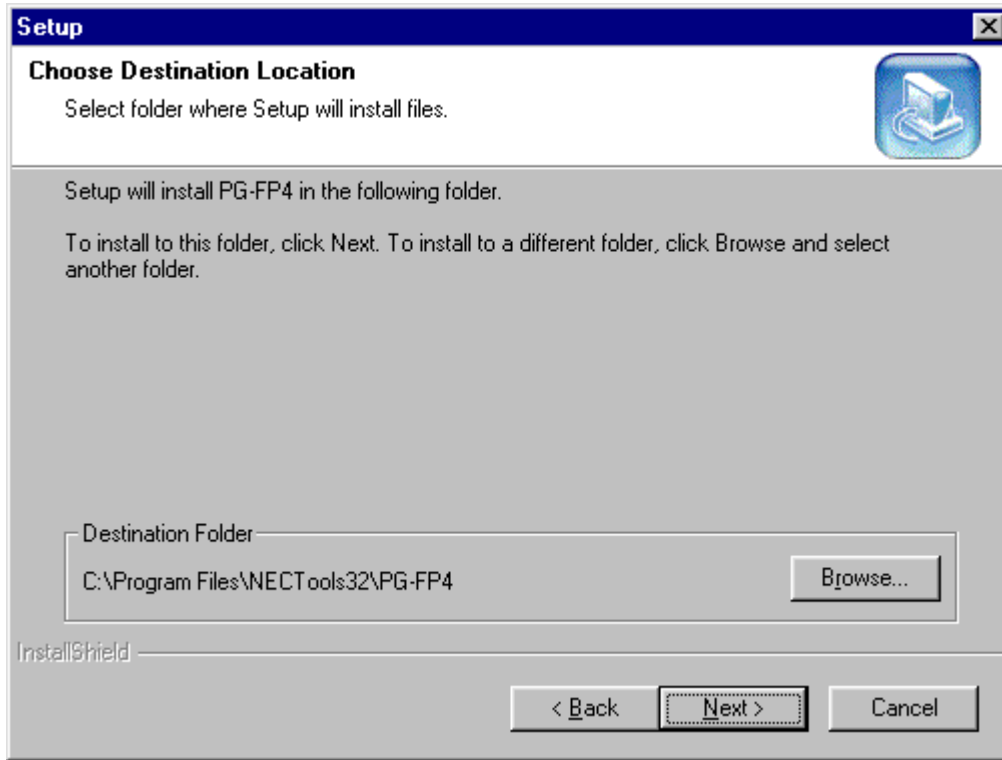 Setup
Choose Destination Location
Select folder where Setup will install files.
Setup will install PG-FP4 in the following folder.
To install to this folder, click Next. To install to a different folder, click Browse and select
another folder.
Destination Folder
C:\Program Files\NECTools32\PG-FP4
Browse...
InstallShield
< Back
Next >
Cancel